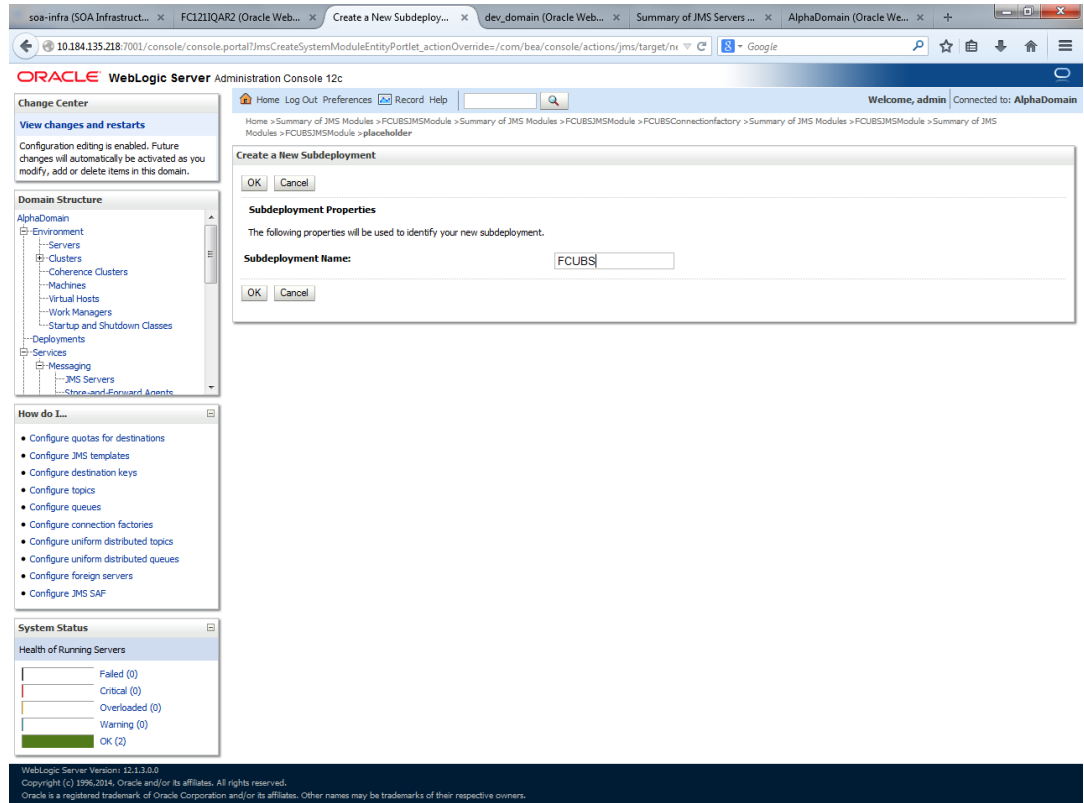 soa-infra (SOA Infrastruct... × FC121IQAR2 (Oracle Web... × Create a New Subdeploy... × dev_domain (Oracle Web... × Summary of JMS Servers ... × AlphaDomain (Oracle We... × +
10.184.135.218:7001/console/console.portal?JmsCreateSystemModuleEntityPortlet_actionOverride=/com/bea/console/actions/jms/target/ne Google
ORACLE WebLogic Server Administration Console 12c
Change Center
View changes and restarts
Configuration editing is enabled. Future
changes will automatically be activated as you
modify, add or delete items in this domain.
Domain Structure
AlphaDomain
Environment
Servers
Clusters
Coherence Clusters
Machines
Virtual Hosts
Work Managers
Startup and Shutdown Classes
Deployments
Services
Messaging
JMS Servers
Store-and-Forward Agents
How do I...
Configure quotas for destinations
Configure JMS templates
Configure destination keys
Configure topics
Configure queues
Configure connection factories
Configure uniform distributed topics
Configure uniform distributed queues
Configure foreign servers
Configure JMS SAF
System Status
Health of Running Servers
Failed (0)
Critical (0)
Overloaded (0)
Warning (0)
OK (2)
Home Log Out Preferences Record Help
Welcome, admin Connected to: AlphaDomain
Home >Summary of JMS Modules >FCUBSJMSModule >Summary of JMS Modules >FCUBSJMSModule >FCUBSConnectionfactory >Summary of JMS Modules >FCUBSJMSModule >Summary of JMS
Modules >FCUBSJMSModule >placeholder
Create a New Subdeployment
OK Cancel
Subdeployment Properties
The following properties will be used to identify your new subdeployment.
Subdeployment Name: FCUBS
OK Cancel
WebLogic Server Version: 12.1.3.0.0
Copyright (c) 1996,2014, Oracle and/or its affiliates. All rights reserved.
Oracle is a registered trademark of Oracle Corporation and/or its affiliates. Other names may be trademarks of their respective owners.